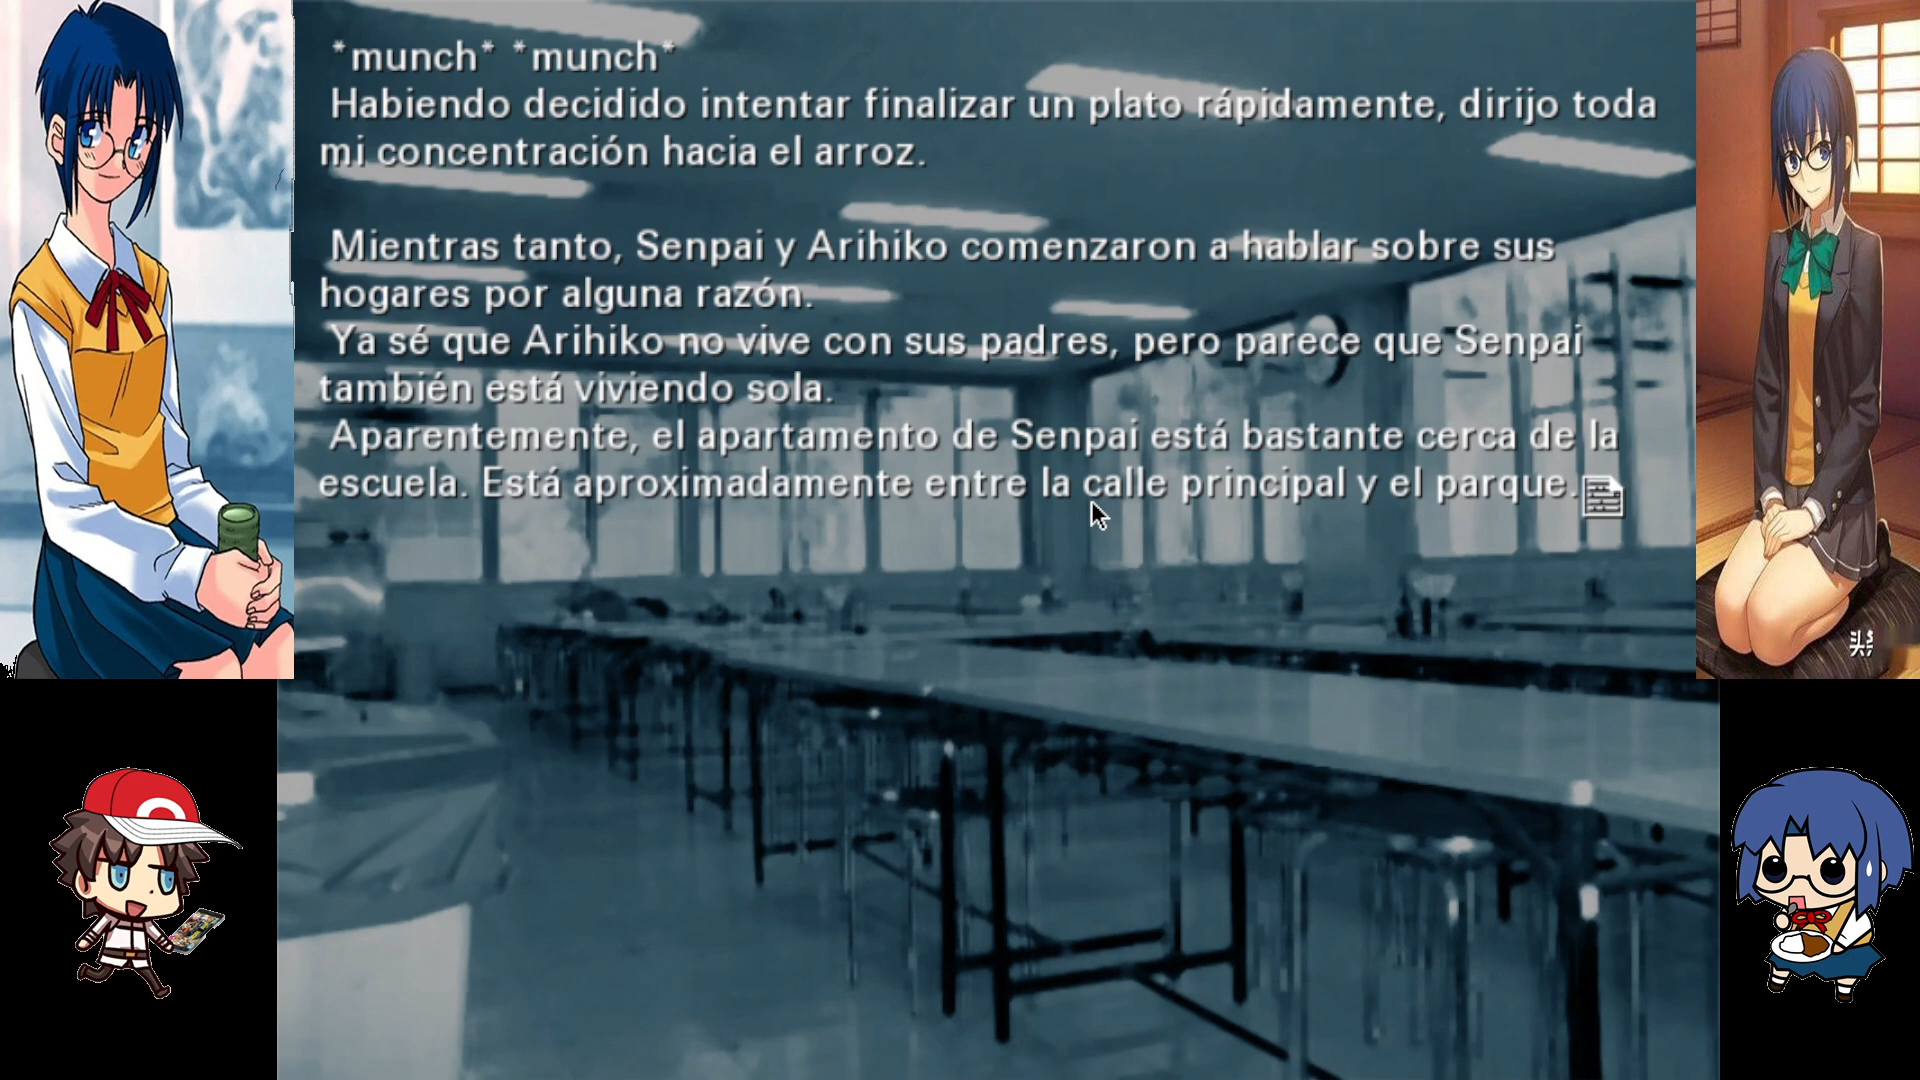 *munch* *munch*
Habiendo decidido intentar finalizar un plato rápidamente, dirijo toda
mi concentración hacia el arroz.
Mientras tanto, Senpai y Arihiko comenzaron a hablar sobre sus
hogares por alguna razón.
Ya sé que Arihiko no vive con sus padres, pero parece que Senpai
también está viviendo sola.
Aparentemente, el apartamento de Senpai está bastante cerca de la
escuela. Está aproximadamente entre la calle principal y el parque.